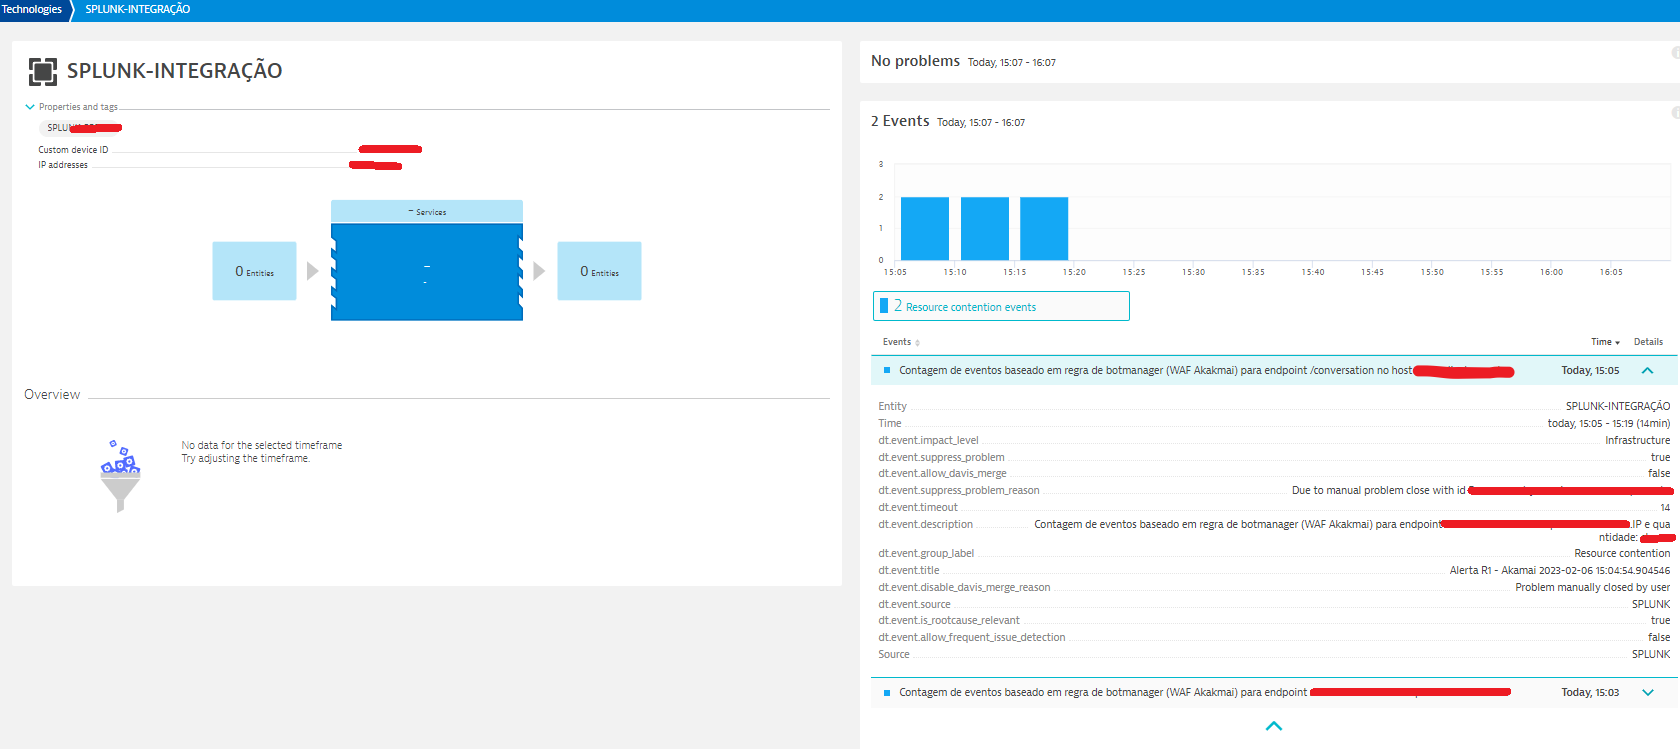 Technologies
SPLUNK-INTEGRAÇÃO
SPLUNK-INTEGRAÇÃO
Properties and tags
Custom device ID
IP addresses
- Services
0 Entities
-
-
0 Entities
Overview
No data for the selected timeframe
Try adjusting the timeframe.
No problems Today, 15:07 - 16:07
2 Events Today, 15:07 - 16:07
3
2
1
0
15:05 15:10 15:15 15:20 15:25 15:30 15:35 15:40 15:45 15:50 15:55 16:00 16:05
2 Resource contention events
Events Time Details
Contagem de eventos baseado em regra de botmanager (WAF Akakmai) para endpoint /conversation no host Today, 15:05
Entity SPLUNK-INTEGRAÇÃO
Time today, 15:05 - 15:19 (14min)
dt.event.impact_level Infrastructure
dt.event.suppress_problem true
dt.event.allow_davis_merge false
dt.event.suppress_problem_reason Due to manual problem close with id
dt.event.timeout 14
dt.event.description Contagem de eventos baseado em regra de botmanager (WAF Akakmai) para endpoint .IP e qua
ntidade:
dt.event.group_label Resource contention
dt.event.title Alerta R1 - Akamai 2023-02-06 15:04:54.904546
dt.event.disable_davis_merge_reason Problem manually closed by user
dt.event.source SPLUNK
dt.event.is_rootcause_relevant true
dt.event.allow_frequent_issue_detection false
Source SPLUNK
Contagem de eventos baseado em regra de botmanager (WAF Akakmai) para endpoint Today, 15:03